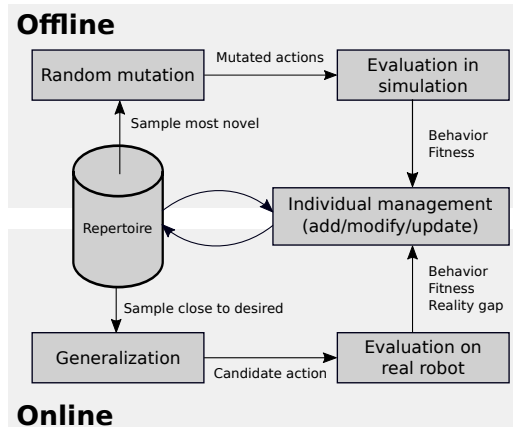 Offline
Mutated actions
Random mutation
Evaluation in
simulation
Sample most novel
Behavior
Fitness
Repertoire
Individual management
(add/modify/update)
Behavior
Fitness
Reality gap
Sample close to desired
Generalization
Candidate action
Evaluation on
real robot
Online